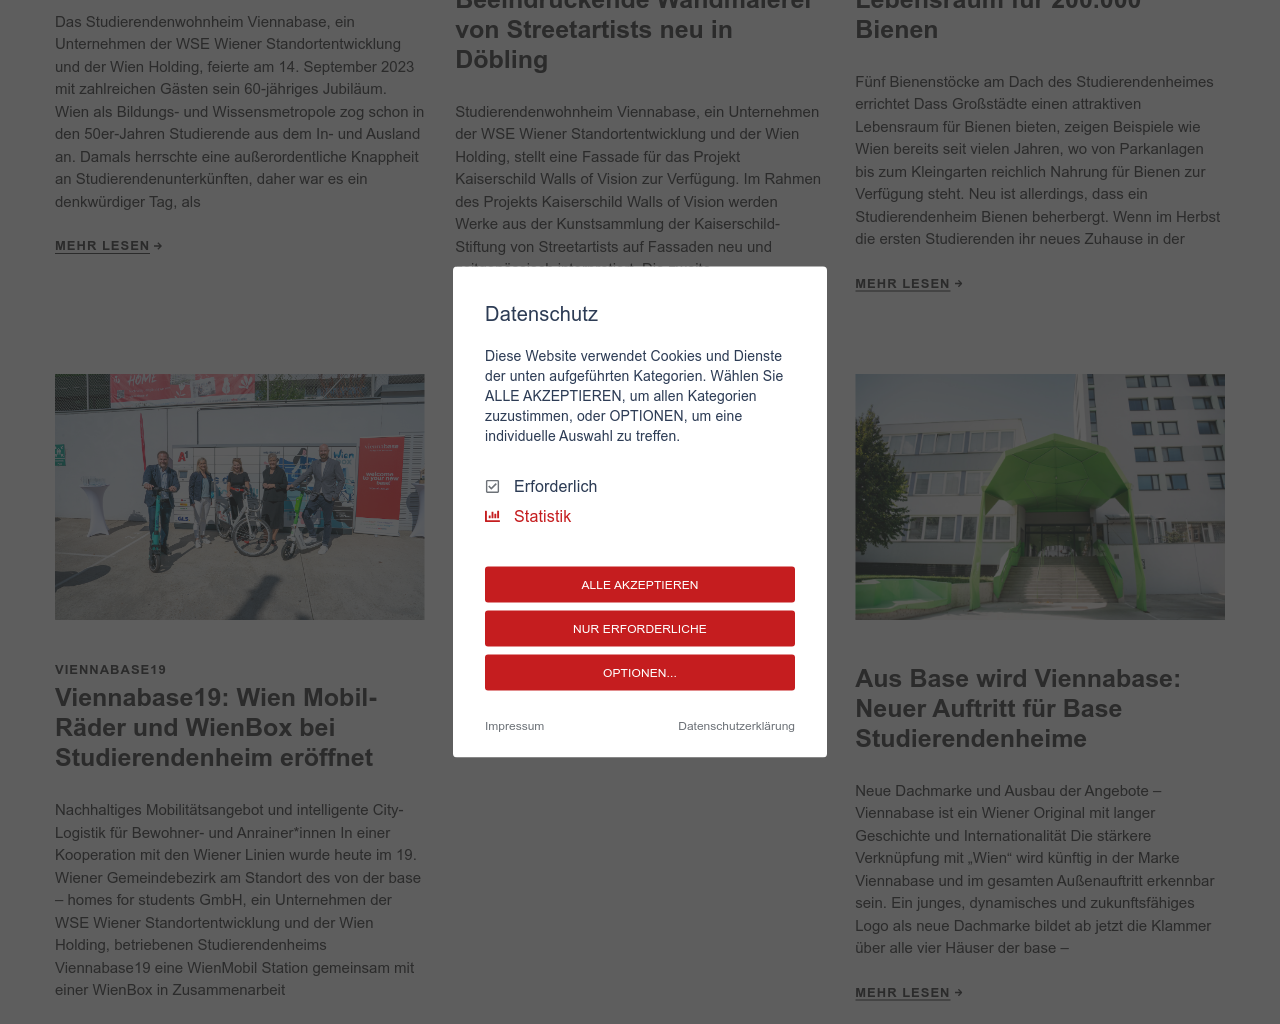 Das Studierendenwohnheim Viennabase, ein
Unternehmen der WSE Wiener Standortentwicklung
und der Wien Holding, feierte am 14. September 2023
mit zahlreichen Gästen sein 60-jähriges Jubiläum.
Wien als Bildungs- und Wissensmetropole zog schon in
den 50er-Jahren Studierende aus dem In- und Ausland
an. Damals herrschte eine außerordentliche Knappheit
an Studierendenunterkünften, daher war es ein
denkwürdiger Tag, als
MEHR LESEN →
Beeindruckende Wandmalerei
von Streetartists neu in
Döbling
Studierendenwohnheim Viennabase, ein Unternehmen
der WSE Wiener Standortentwicklung und der Wien
Holding, stellt eine Fassade für das Projekt
Kaiserschild Walls of Vision zur Verfügung. Im Rahmen
des Projekts Kaiserschild Walls of Vision werden
Werke aus der Kunstsammlung der Kaiserschild-
Stiftung von Streetartists auf Fassaden neu und
Lebensraum für 200.000
Bienen
Fünf Bienenstöcke am Dach des Studierendenheimes
errichtet Dass Großstädte einen attraktiven
Lebensraum für Bienen bieten, zeigen Beispiele wie
Wien bereits seit vielen Jahren, wo von Parkanlagen
bis zum Kleingarten reichlich Nahrung für Bienen zur
Verfügung steht. Neu ist allerdings, dass ein
Studierendenheim Bienen beherbergt. Wenn im Herbst
die ersten Studierenden ihr neues Zuhause in der
MEHR LESEN →
Datenschutz
Diese Website verwendet Cookies und Dienste
der unten aufgeführten Kategorien. Wählen Sie
ALLE AKZEPTIEREN, um allen Kategorien
zuzustimmen, oder OPTIONEN, um eine
individuelle Auswahl zu treffen.
Erforderlich
Statistik
ALLE AKZEPTIEREN
NUR ERFORDERLICHE
OPTIONEN...
Impressum
Datenschutzerklärung
HOME
A1
Wien
welcome
to your new
base!
VIENNABASE19
Viennabase19: Wien Mobil-
Räder und WienBox bei
Studierendenheim eröffnet
Nachhaltiges Mobilitätsangebot und intelligente City-
Logistik für Bewohner- und Anrainer*innen In einer
Kooperation mit den Wiener Linien wurde heute im 19.
Wiener Gemeindebezirk am Standort des von der base
– homes for students GmbH, ein Unternehmen der
WSE Wiener Standortentwicklung und der Wien
Holding, betriebenen Studierendenheims
Viennabase19 eine WienMobil Station gemeinsam mit
einer WienBox in Zusammenarbeit
Aus Base wird Viennabase:
Neuer Auftritt für Base
Studierendenheime
Neue Dachmarke und Ausbau der Angebote –
Viennabase ist ein Wiener Original mit langer
Geschichte und Internationalität Die stärkere
Verknüpfung mit „Wien“ wird künftig in der Marke
Viennabase und im gesamten Außenauftritt erkennbar
sein. Ein junges, dynamisches und zukunftsfähiges
Logo als neue Dachmarke bildet ab jetzt die Klammer
über alle vier Häuser der base –
MEHR LESEN →